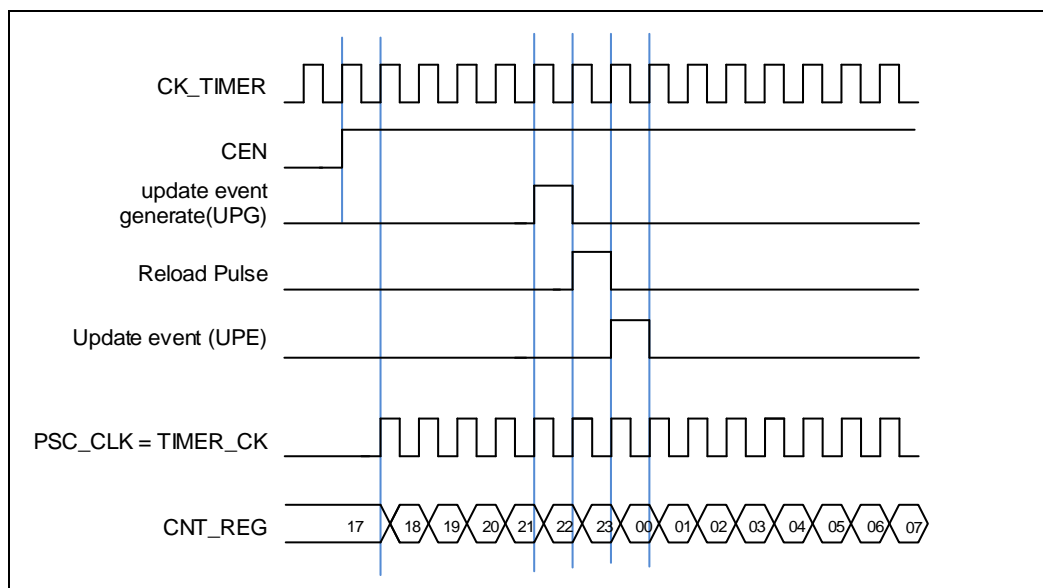 CK_TIMER
CEN
update event
generate(UPG)
Reload Pulse
Update event (UPE)
PSC_CLK = TIMER_CK
CNT_REG 17 18 19 20 21 22 23 00 01 02 03 04 05 06 07